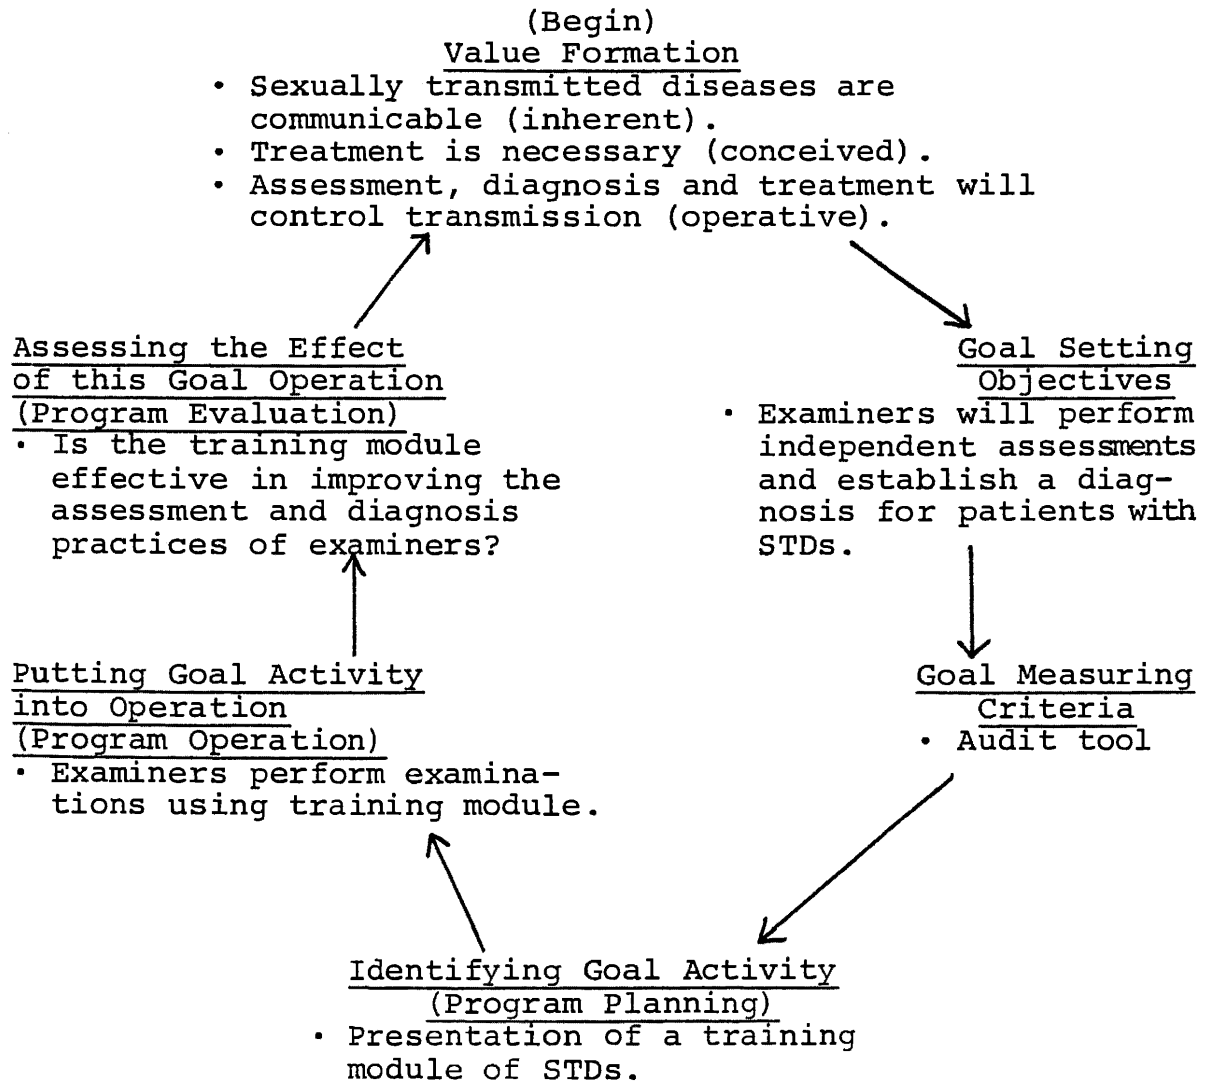 (Begin)
Value Formation
· Sexually transmitted diseases are
communicable (inherent).
· Treatment is necessary (conceived).
· Assessment, diagnosis and treatment will
control transmission (operative).
Goal Setting
Objectives
· Examiners will perform
independent assessments
and establish a diag-
nosis for patients with
STDs.
Goal Measuring
Criteria
· Audit tool
Identifying Goal Activity
(Program Planning)
· Presentation of a training
module of STDs.
Putting Goal Activity
into Operation
(Program Operation)
· Examiners perform examina-
tions using training module.
Assessing the Effect
of this Goal Operation
(Program Evaluation)
· Is the training module
effective in improving the
assessment and diagnosis
practices of examiners?